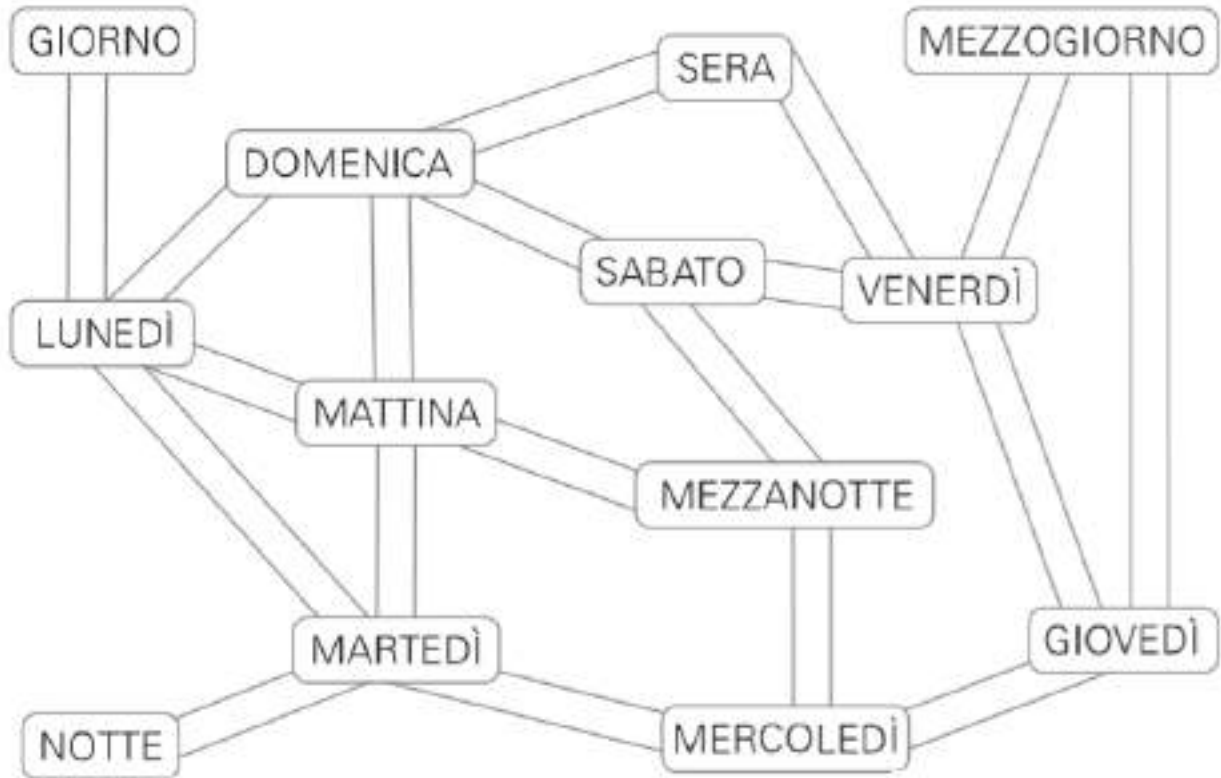 GIORNO
SERA
MEZZOGIORNO
DOMENICA
SABATO
VENERDÌ
LUNEDÌ
MATTINA
MEZZANOTTE
MARTEDÌ
GIOVEDÌ
NOTTE
MERCOLEDÌ